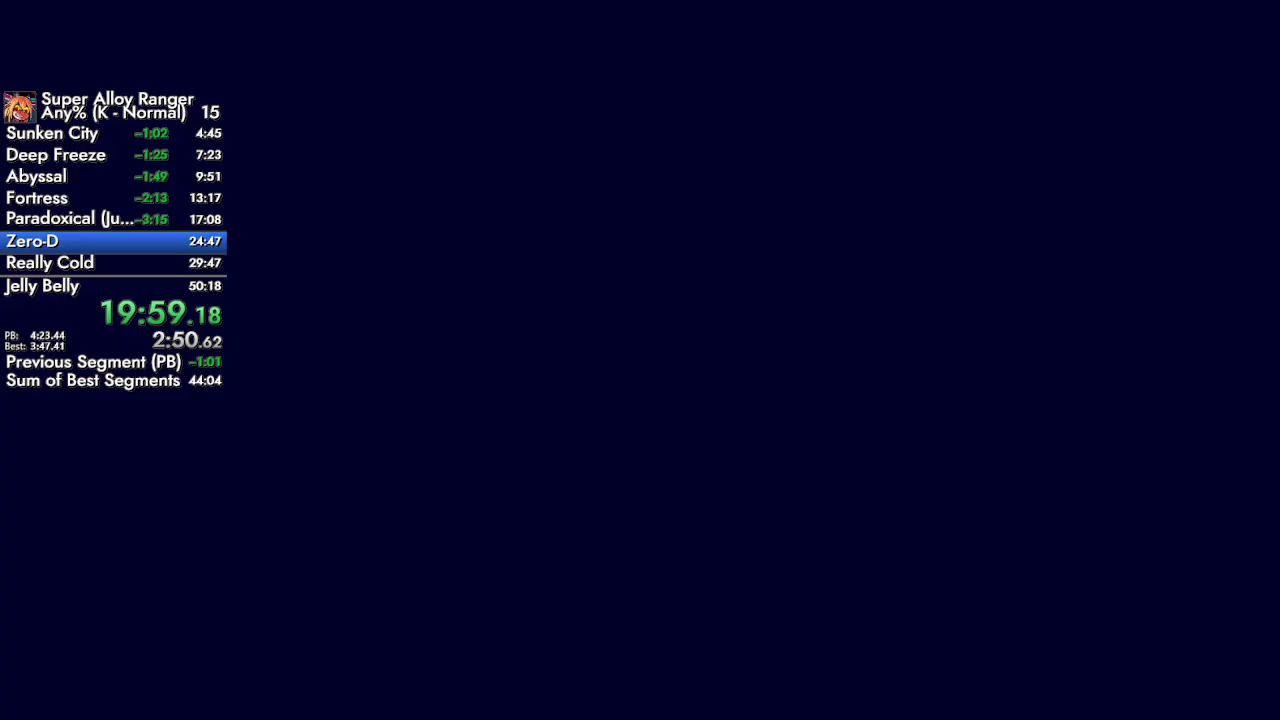 Super Alloy Ranger
Any% (K - Normal) 15
Sunken City −1:02 4:45
Deep Freeze −1:25 7:23
Abyssal −1:49 9:51
Fortress −2:13 13:17
Paradoxical (Ju... −3:15 17:08
Zero-D 24:47
Really Cold 29:47
Jelly Belly 50:18
19:59.18
PB: 4:23.44 2:50.62
Best: 3:47.41
Previous Segment (PB) −1:01
Sum of Best Segments 44:04